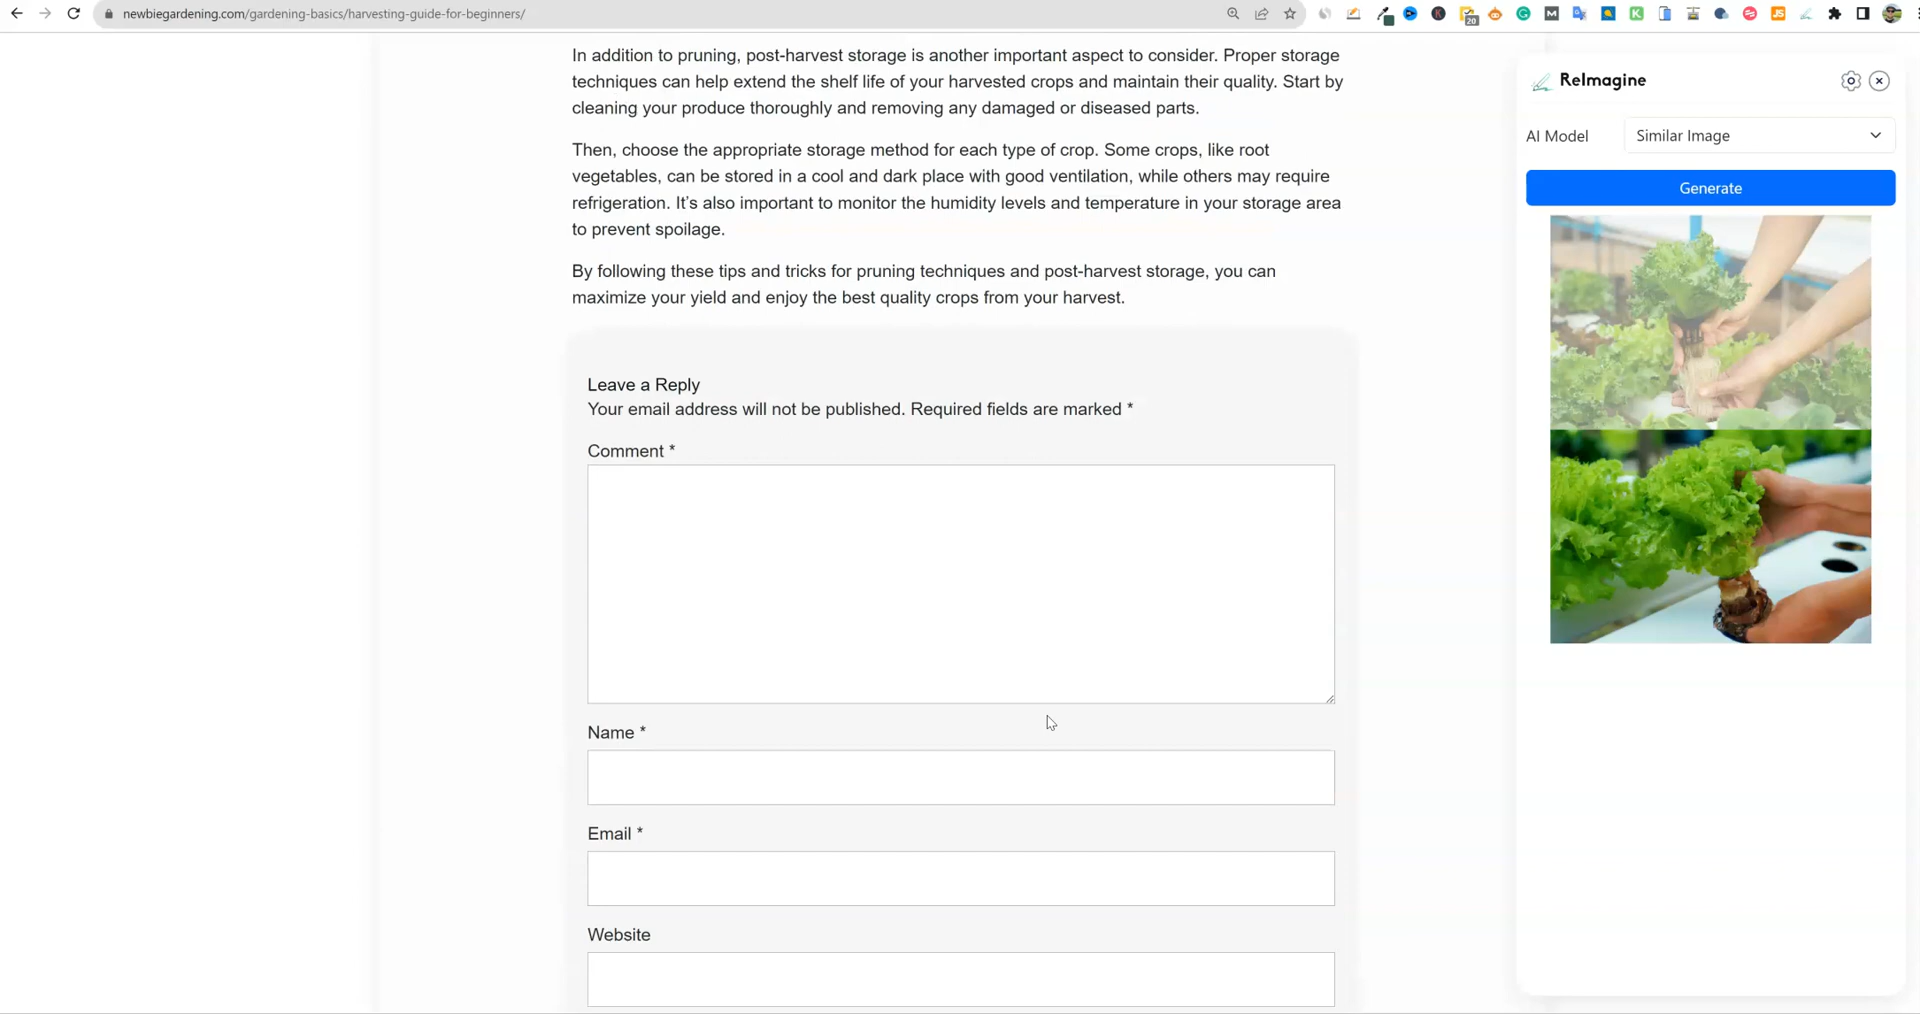 newbiegardening.com/gardening-basics/harvesting-guide-for-beginners/
20
In addition to pruning, post-harvest storage is another important aspect to consider. Proper storage
techniques can help extend the shelf life of your harvested crops and maintain their quality. Start by
cleaning your produce thoroughly and removing any damaged or diseased parts.
Then, choose the appropriate storage method for each type of crop. Some crops, like root
vegetables, can be stored in a cool and dark place with good ventilation, while others may require
refrigeration. It’s also important to monitor the humidity levels and temperature in your storage area
to prevent spoilage.
By following these tips and tricks for pruning techniques and post-harvest storage, you can
maximize your yield and enjoy the best quality crops from your harvest.
Leave a Reply
Your email address will not be published. Required fields are marked *
Comment *
Name *
Email *
Website
ReImagine
AI Model
Similar Image
Generate